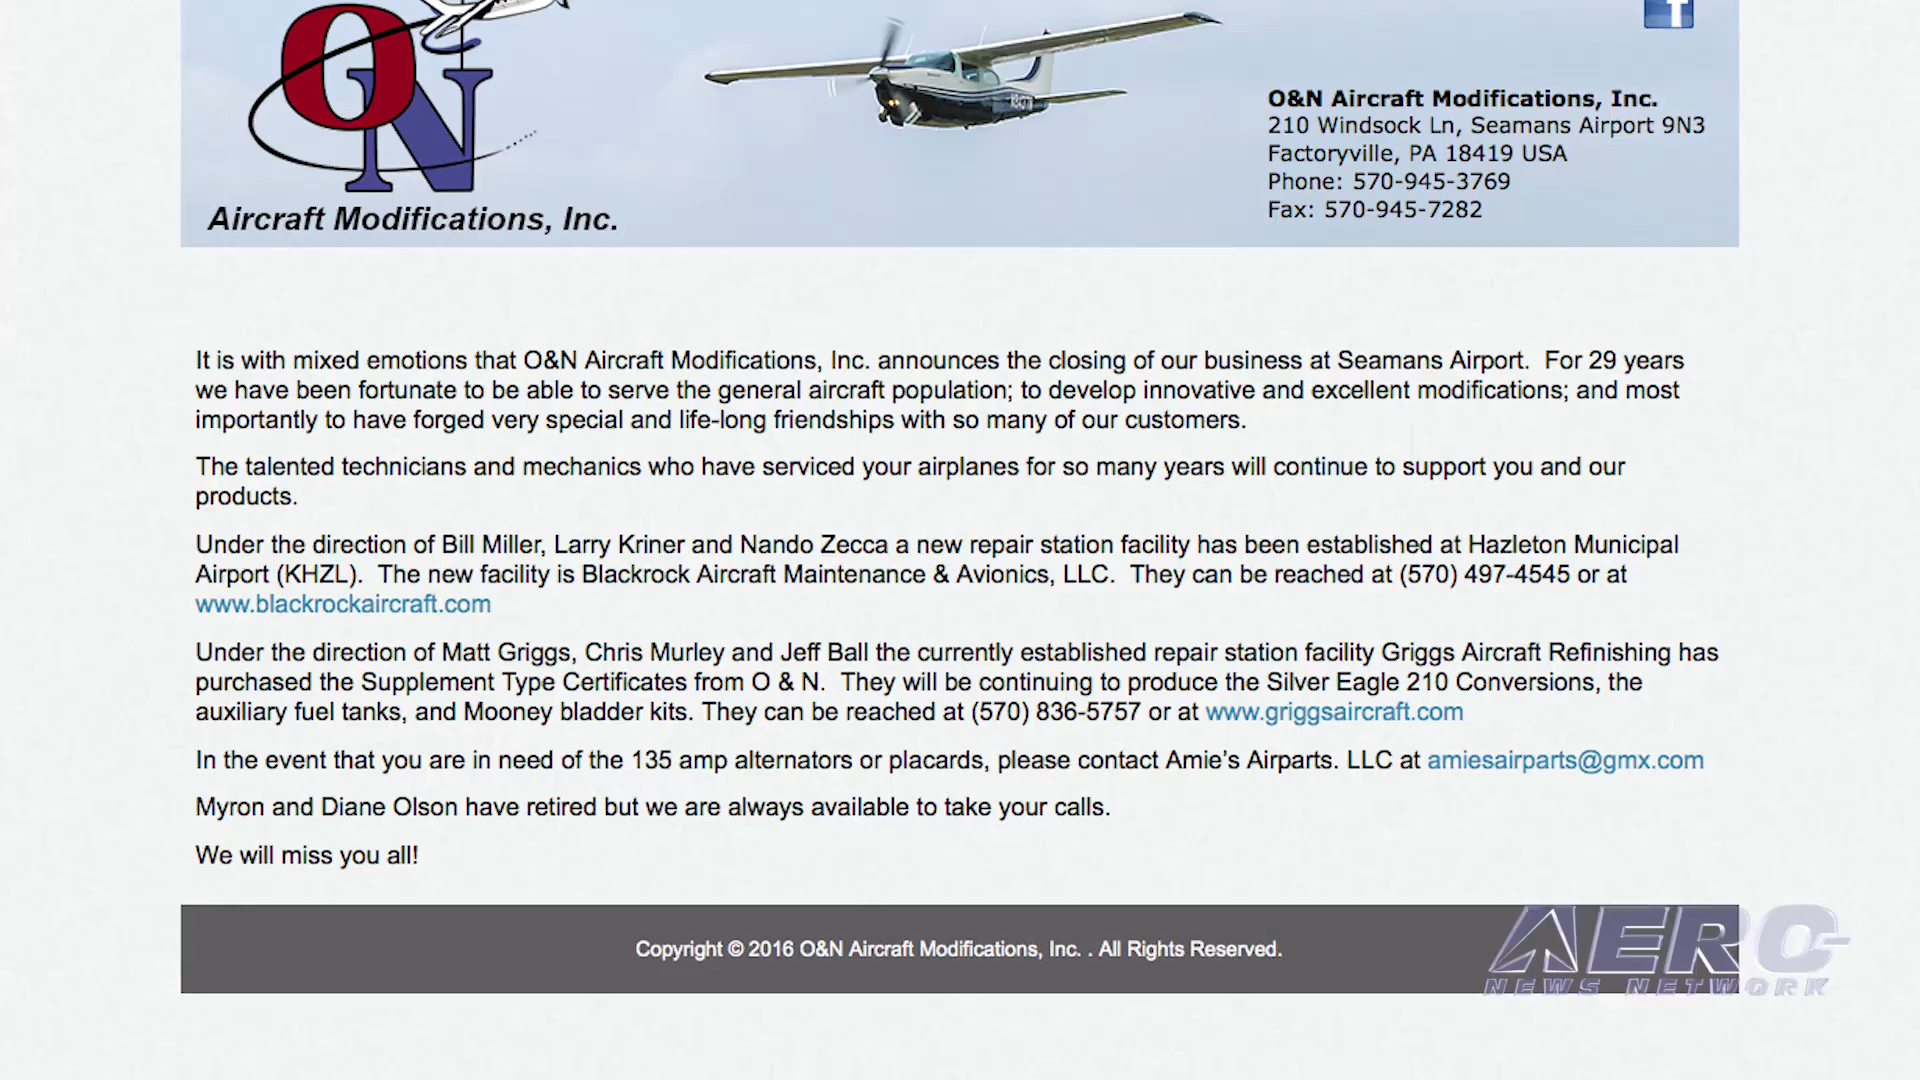 ON
Aircraft Modifications, Inc.
f
O&N Aircraft Modifications, Inc.
210 Windsock Ln, Seamans Airport 9N3
Factoryville, PA 18419 USA
Phone: 570-945-3769
Fax: 570-945-7282
It is with mixed emotions that O&N Aircraft Modifications, Inc. announces the closing of our business at Seamans Airport.  For 29 years
we have been fortunate to be able to serve the general aircraft population; to develop innovative and excellent modifications; and most
importantly to have forged very special and life-long friendships with so many of our customers.
The talented technicians and mechanics who have serviced your airplanes for so many years will continue to support you and our
products.
Under the direction of Bill Miller, Larry Kriner and Nando Zecca a new repair station facility has been established at Hazleton Municipal
Airport (KHZL).  The new facility is Blackrock Aircraft Maintenance & Avionics, LLC.  They can be reached at (570) 497-4545 or at
www.blackrockaircraft.com
Under the direction of Matt Griggs, Chris Murley and Jeff Ball the currently established repair station facility Griggs Aircraft Refinishing has
purchased the Supplement Type Certificates from O & N.  They will be continuing to produce the Silver Eagle 210 Conversions, the
auxiliary fuel tanks, and Mooney bladder kits. They can be reached at (570) 836-5757 or at www.griggsaircraft.com
In the event that you are in need of the 135 amp alternators or placards, please contact Amie’s Airparts. LLC at amiesairparts@gmx.com
Myron and Diane Olson have retired but we are always available to take your calls.
We will miss you all!
Copyright © 2016 O&N Aircraft Modifications, Inc. . All Rights Reserved.
AERO-
NEWS NETWORK